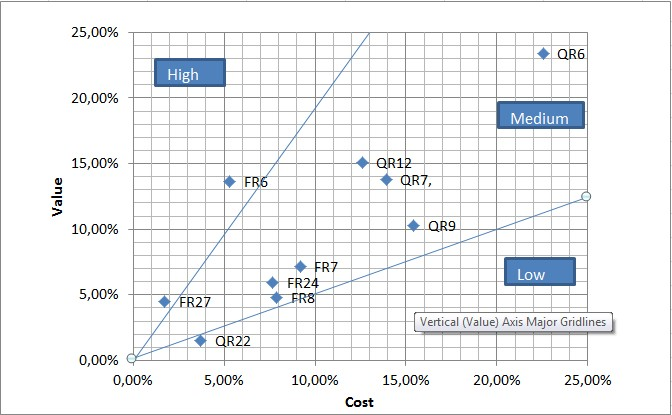 25,00%
High
QR6
20,00%
Medium
15,00%
QR12
QR7,
FR6
Value
10,00%
QR9
FR7
Low
FR24
5,00%
FR27
FR8
Vertical (Value) Axis Major Gridlines
QR22
0,00%
0,00% 5,00% 10,00% 15,00% 20,00% 25,00%
Cost